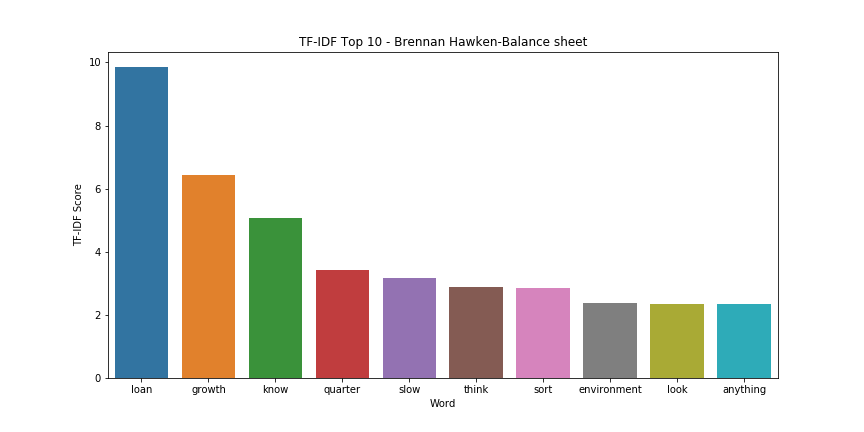 TF-IDF Top 10 - Brennan Hawken-Balance sheet
TF-IDF Score
10
8
6
4
2
0
loan growth know quarter slow think sort environment look anything
Word